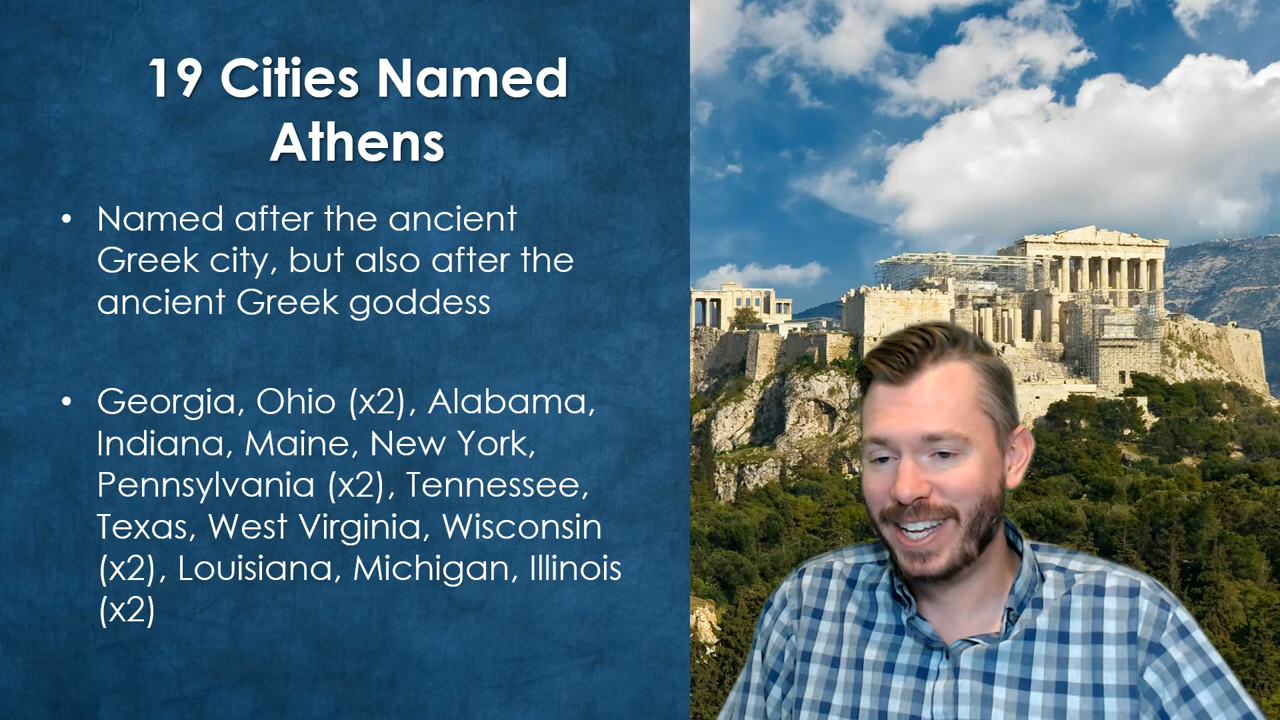 19 Cities Named
Athens
• Named after the ancient
Greek city, but also after the
ancient Greek goddess
• Georgia, Ohio (x2), Alabama,
Indiana, Maine, New York,
Pennsylvania (x2), Tennessee,
Texas, West Virginia, Wisconsin
(x2), Louisiana, Michigan, Illinois
(x2)